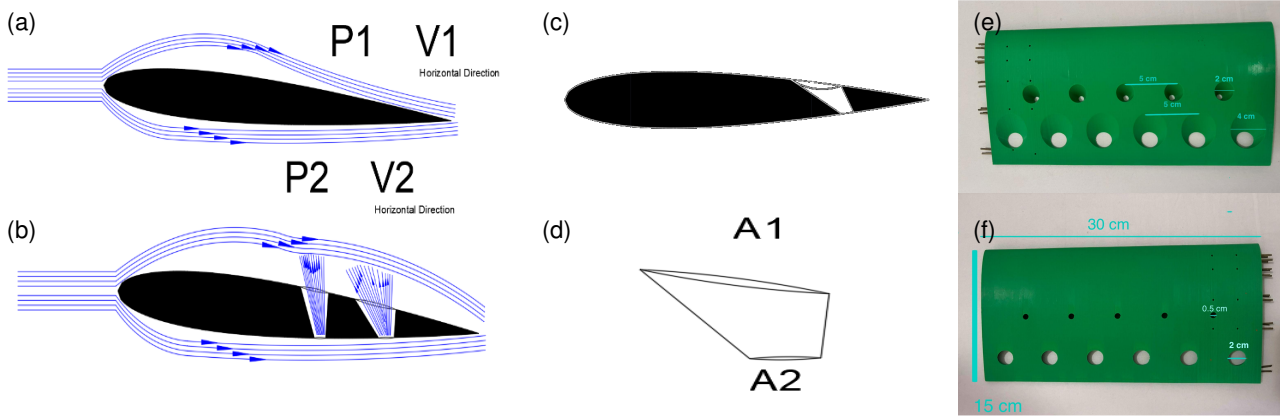 (a)
P1 V1
Horizontal Direction
P2 V2
Horizontal Direction
(b)
(c)
(d)
A1
A2
(e)
5 cm
2 cm
5 cm
4 cm
(f)
30 cm
0.5 cm
2 cm
15 cm